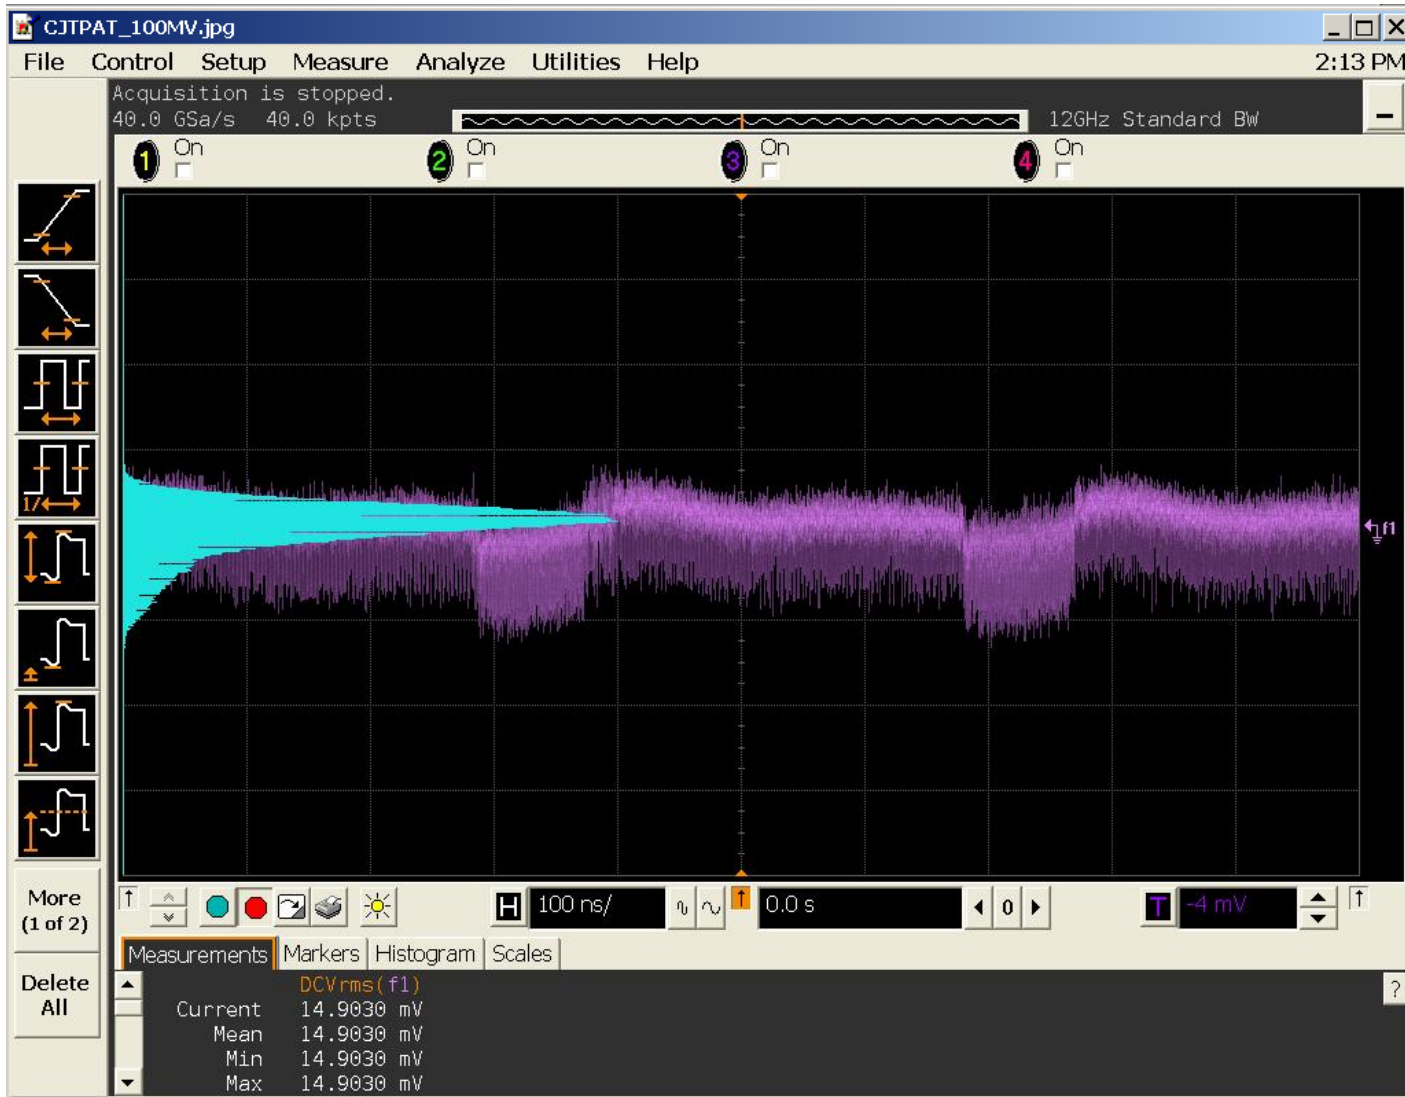 CJTPAT_100MV.jpg
File Control Setup Measure Analyze Utilities Help 2:13 PM
Acquisition is stopped.
40.0 GSa/s 40.0 kpts 12GHz Standard BW
1 On 2 On 3 On 4 On
1/
f1
More
(1 of 2)
Delete
All
H 100 ns/ 0.0 s 0 T -4 mV
Measurements Markers Histogram Scales
DCVrms(f1) ?
Current 14.9030 mV
Mean 14.9030 mV
Min 14.9030 mV
Max 14.9030 mV